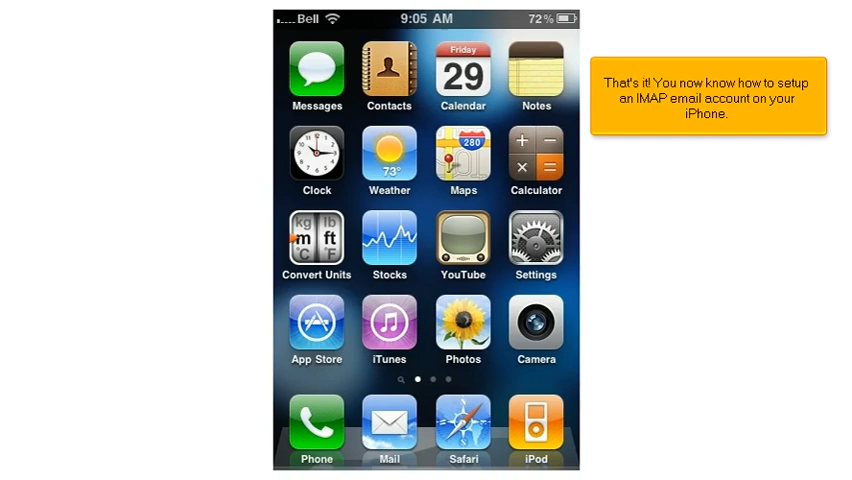 Bell 9:05 AM 72%
Friday
29
Messages Contacts Calendar Notes
280
73°
Clock Weather Maps Calculator
kg lb
m ft
°C °F
Convert Units Stocks YouTube Settings
App Store iTunes Photos Camera
Phone Mail Safari iPod
That's it! You now know how to setup
an IMAP email account on your
iPhone.